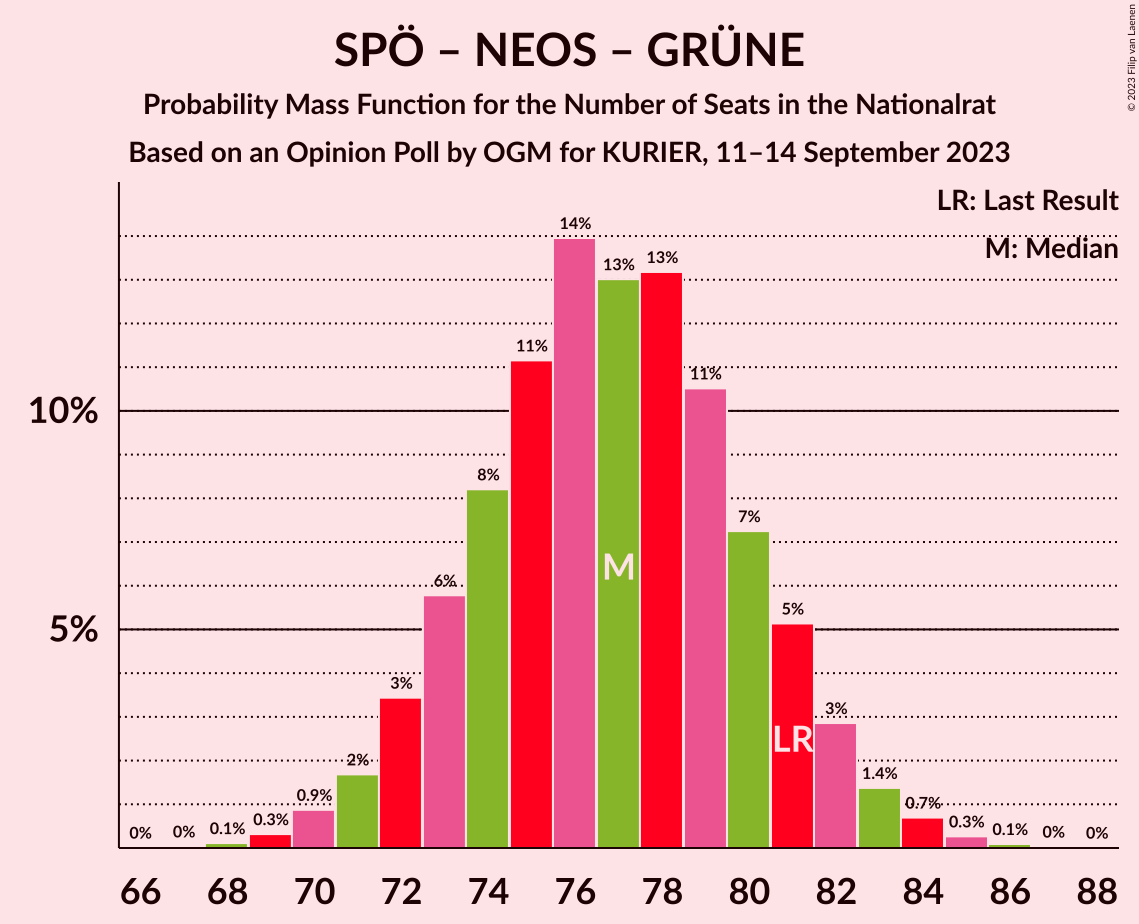 SPÖ – NEOS – GRÜNE
Probability Mass Function for the Number of Seats in the Nationalrat
Based on an Opinion Poll by OGM for KURIER, 11–14 September 2023
© 2023 Filip van Laenen
LR: Last Result
M: Median
10%
5%
0%
0%
0.1%
0.3%
0.9%
2%
3%
6%
8%
11%
14%
13%
13%
11%
7%
5%
3%
1.4%
0.7%
0.3%
0.1%
0%
0%
M
LR
66 68 70 72 74 76 78 80 82 84 86 88